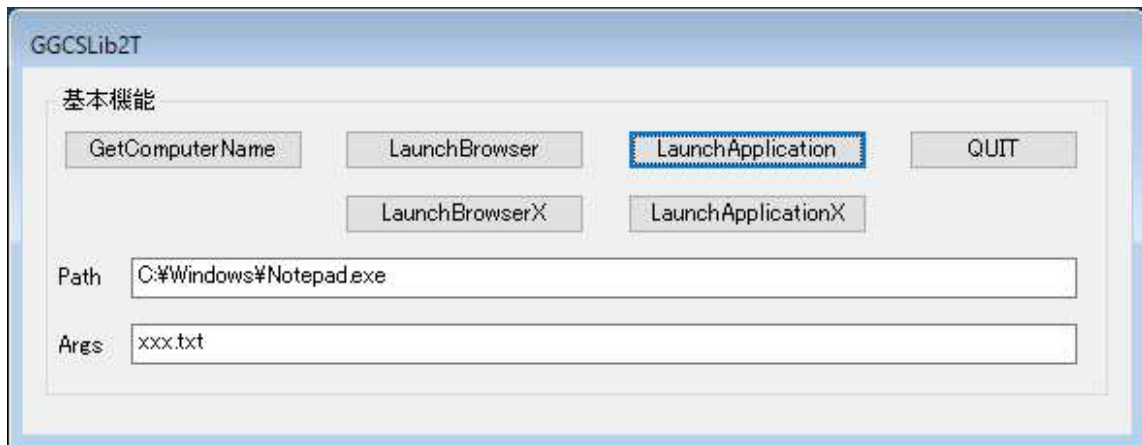 GGCSLib2T
基本機能
GetComputerName LaunchBrowser LaunchApplication QUIT
LaunchBrowserX LaunchApplicationX
Path C:¥Windows¥Notepad.exe
Args xxx.txt